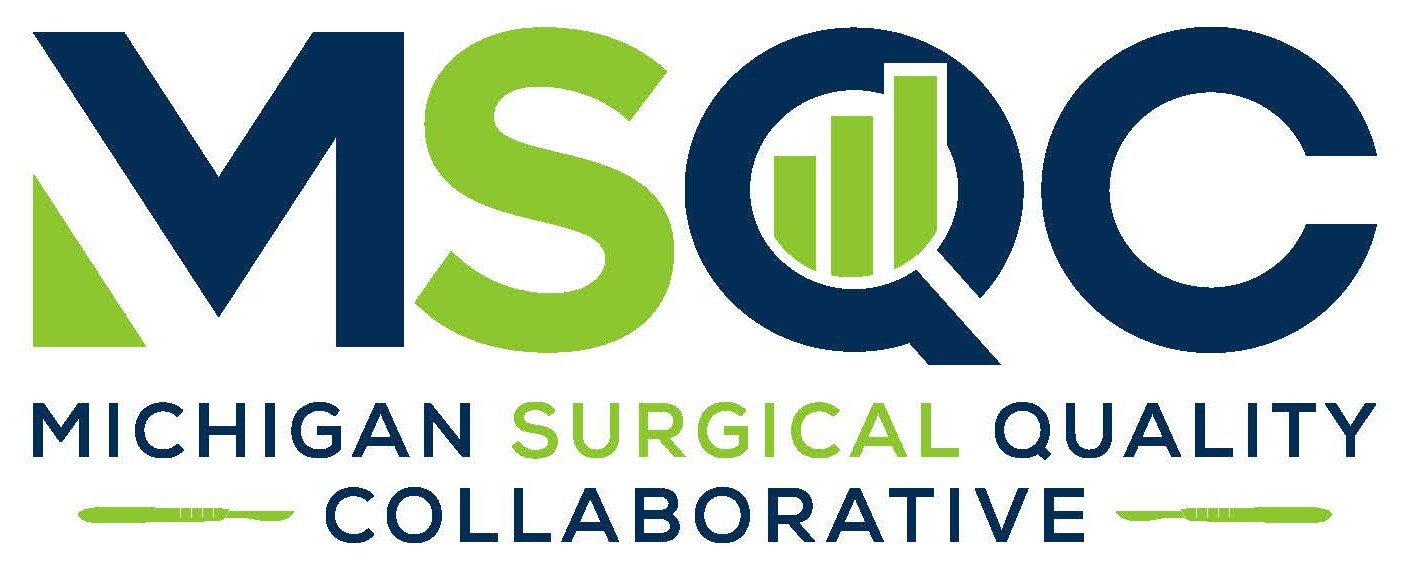 MSQC
MICHIGAN SURGICAL QUALITY
COLLABORATIVE